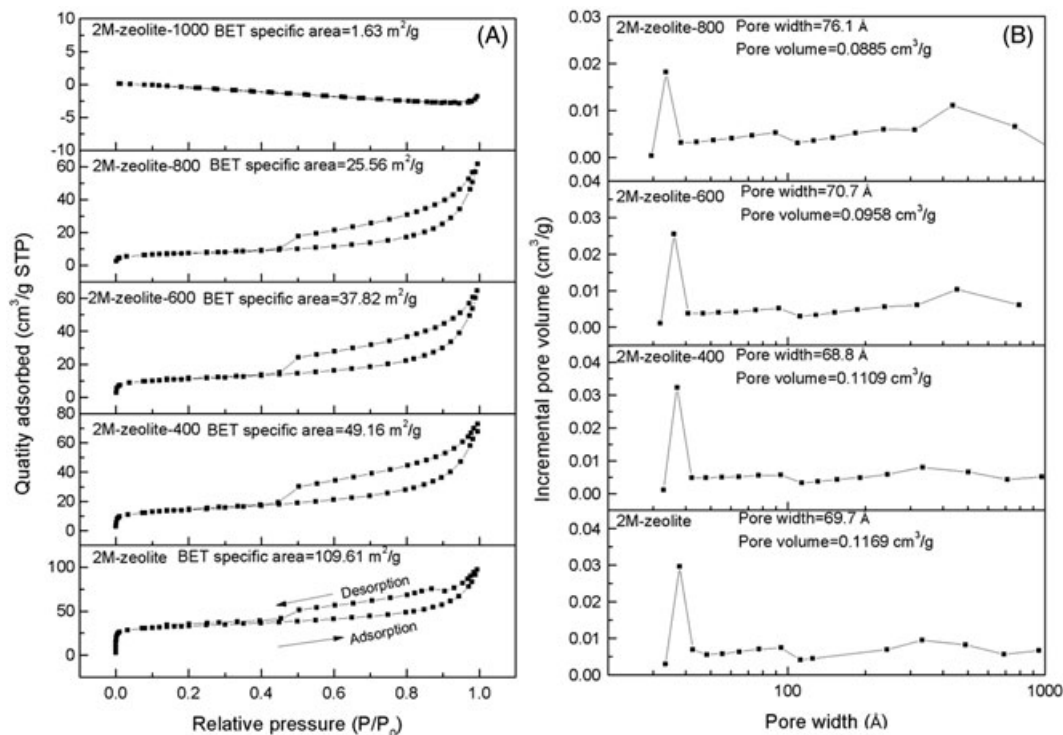 (A)
2M-zeolite-1000 BET specific area=1.63 m²/g
10
5
0
-5
-10
2M-zeolite-800 BET specific area=25.56 m²/g
60
40
20
0
2M-zeolite-600 BET specific area=37.82 m²/g
60
40
20
0
80
2M-zeolite-400 BET specific area=49.16 m²/g
60
40
20
0
2M-zeolite BET specific area=109.61 m²/g
100
50
0
Desorption
Adsorption
0.0 0.2 0.4 0.6 0.8 1.0
Relative pressure (P/P₀)
Quatity adsorbed (cm³/g STP)
(B)
2M-zeolite-800 Pore width=76.1 Å
Pore volume=0.0885 cm³/g
0.03
0.02
0.01
0.00
0.04
2M-zeolite-600 Pore width=70.7 Å
Pore volume=0.0958 cm³/g
0.03
0.02
0.01
0.00
0.04
2M-zeolite-400 Pore width=68.8 Å
Pore volume=0.1109 cm³/g
0.03
0.02
0.01
0.00
2M-zeolite Pore width=69.7 Å
Pore volume=0.1169 cm³/g
0.04
0.03
0.02
0.01
0.00
100 1000
Pore width (Å)
Incremental pore volume (cm³/g)